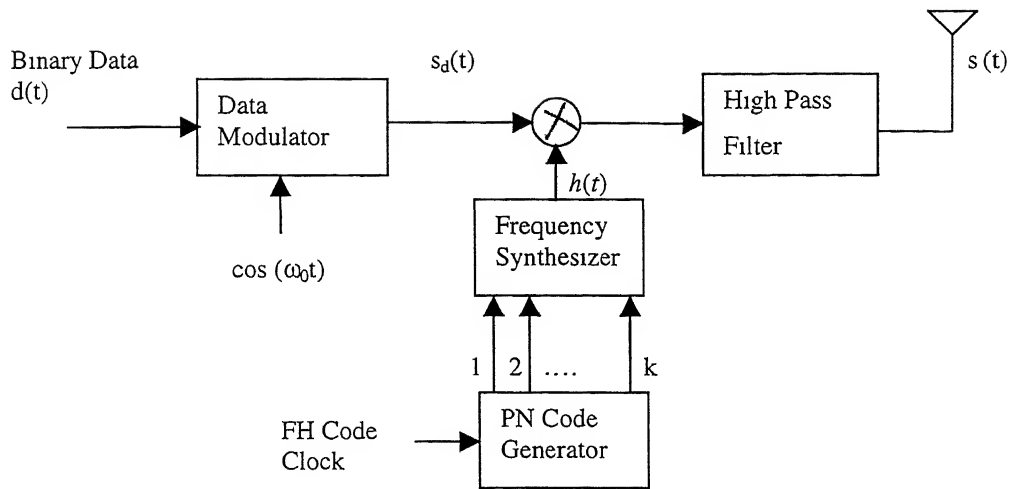 Binary Data
d(t)
s_d(t)
s (t)
Data
Modulator
High Pass
Filter
h(t)
Frequency
Synthesizer
cos (ω₀t)
1 2 .... k
FH Code
Clock
PN Code
Generator